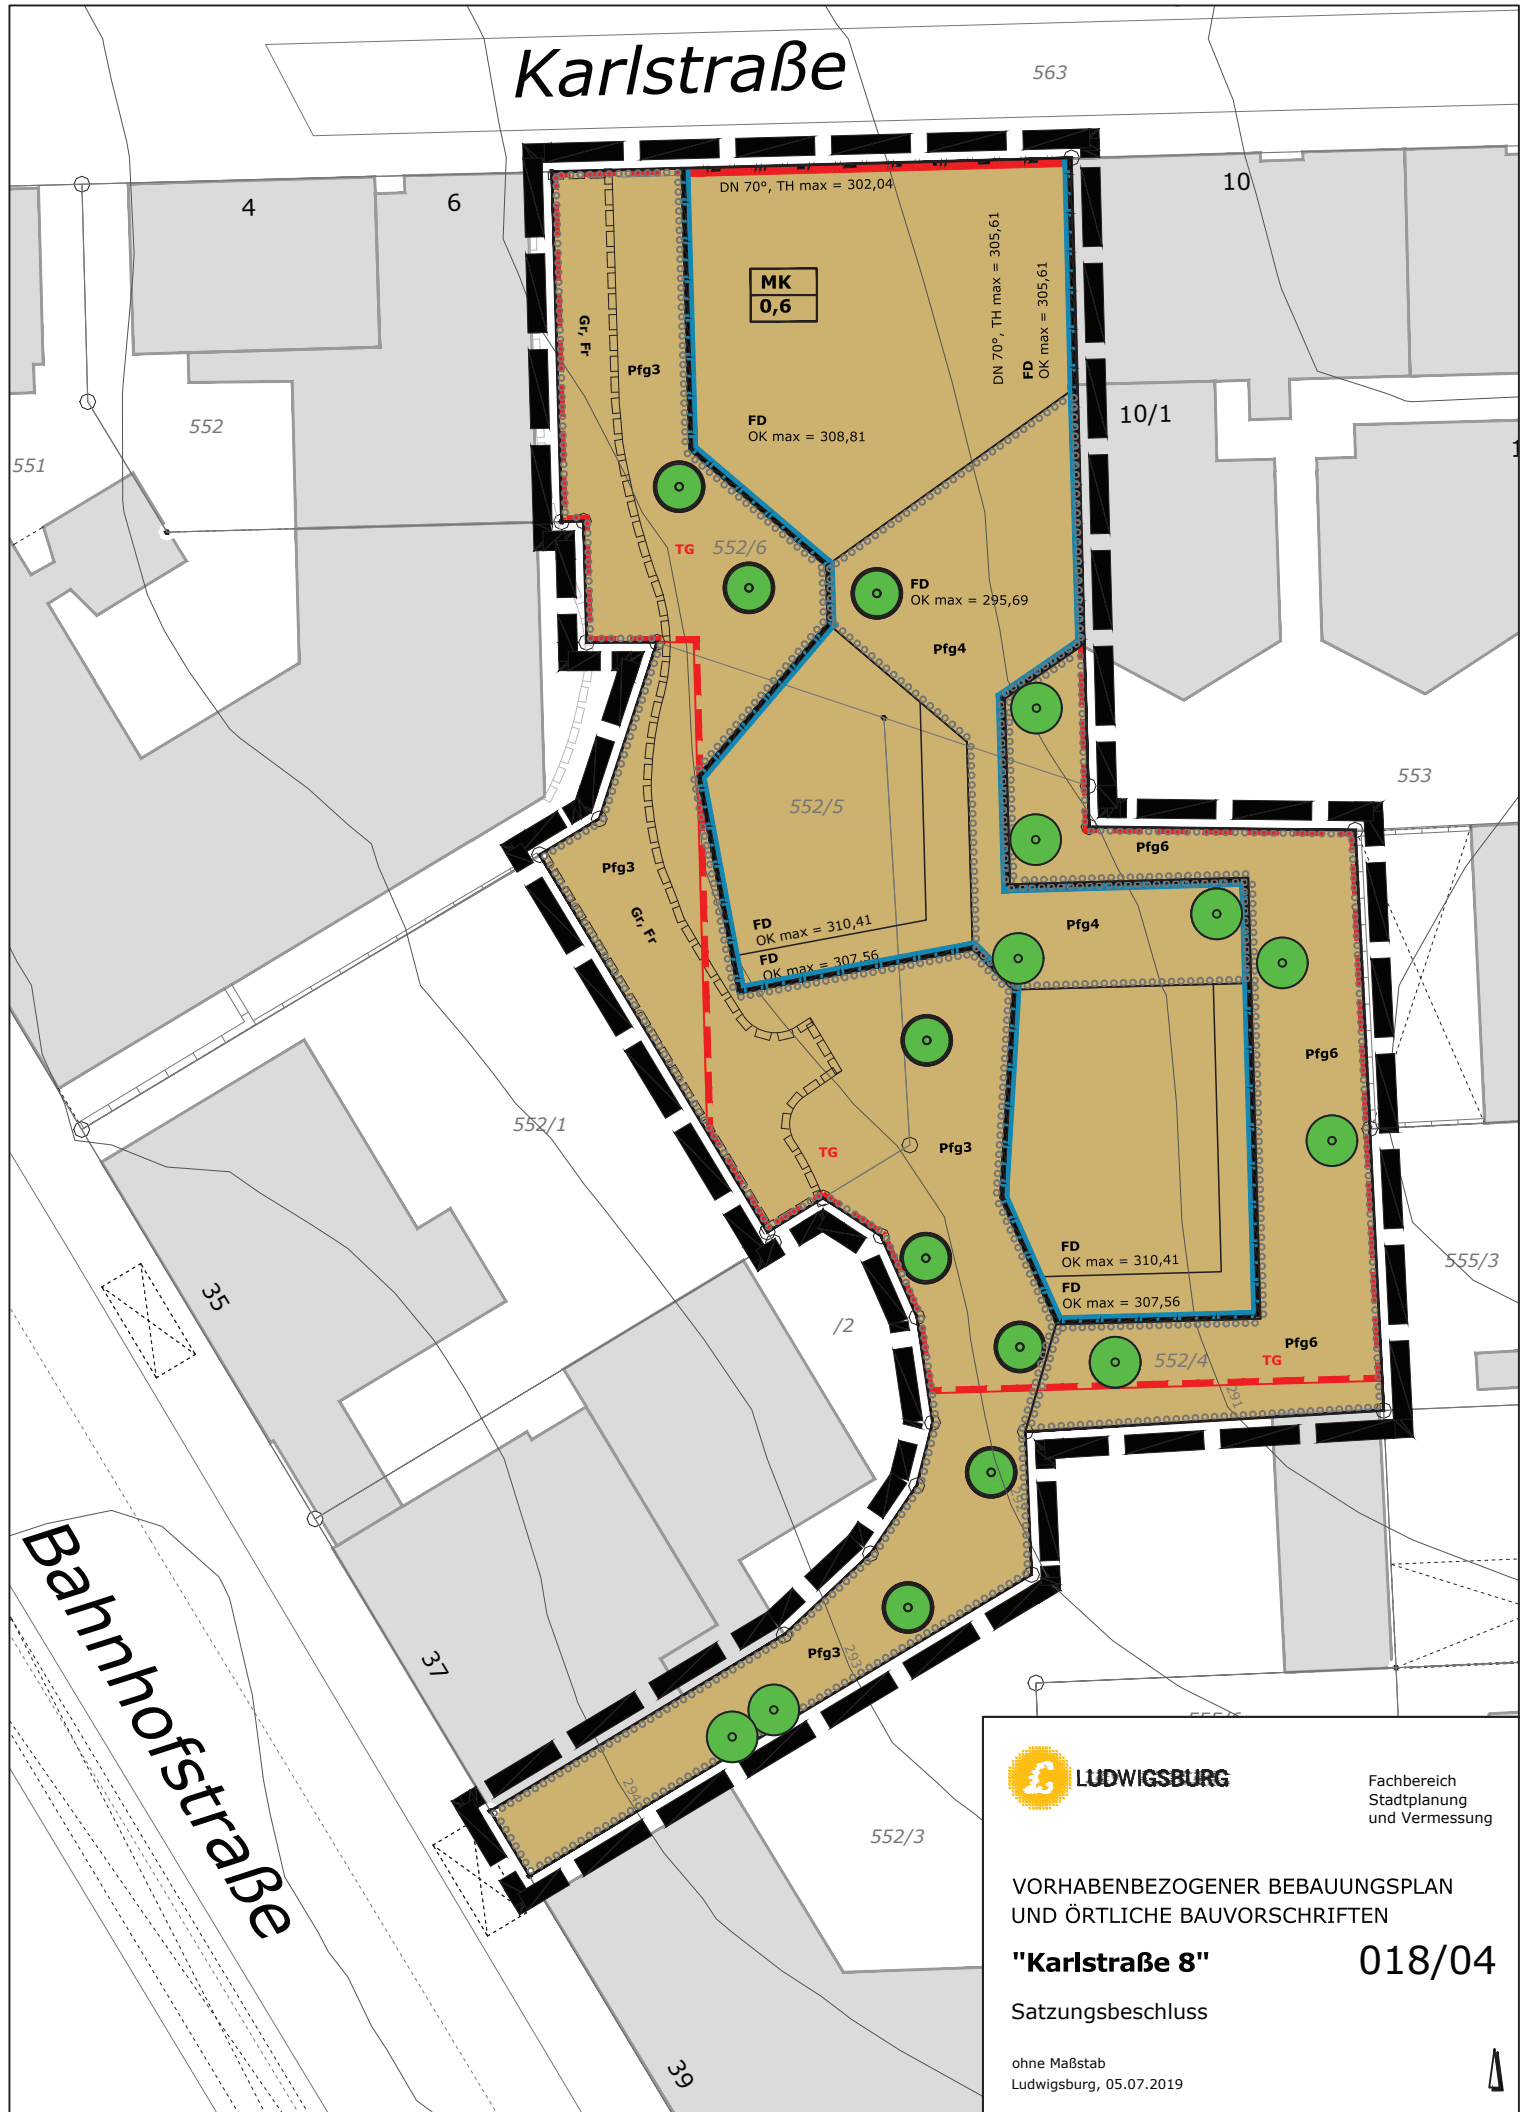 Karlstraße
563
4
6
10
DN 70°, TH max = 302,04
MK
0,6
DN 70°, TH max = 305,61
FD
OK max = 305,61
Gr, Fr
Pfg3
FD
OK max = 308,81
10/1
1
552
551
TG
552/6
FD
OK max = 295,69
Pfg4
553
552/5
Pfg6
Pfg3
Gr, Fr
FD
OK max = 310,41
FD
OK max = 307,56
Pfg4
Pfg6
552/1
TG
Pfg3
FD
OK max = 310,41
FD
OK max = 307,56
555/3
35
/2
Pfg6
552/4
TG
291
292
Bahnhofstraße
37
Pfg3
293
294
552/3
39
LUDWIGSBURG
Fachbereich
Stadtplanung
und Vermessung
VORHABENBEZOGENER BEBAUUNGSPLAN
UND ÖRTLICHE BAUVORSCHRIFTEN
"Karlstraße 8"
018/04
Satzungsbeschluss
ohne Maßstab
Ludwigsburg, 05.07.2019